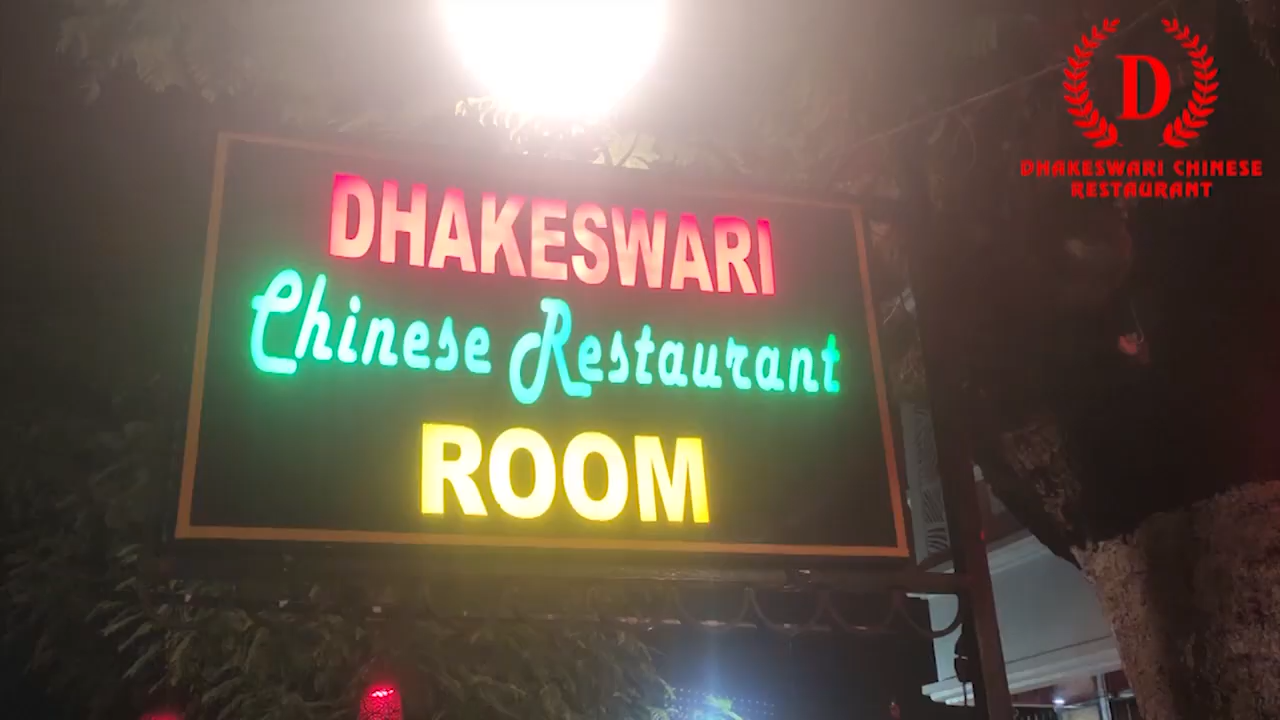 DHAKESWARI
Chinese Restaurant
ROOM
D
DHAKESWARI CHINESE
RESTAURANT